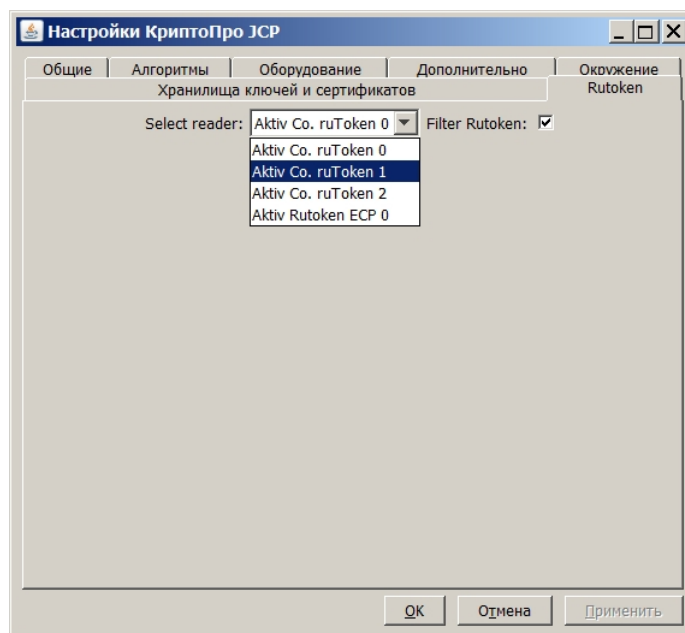 Настройки КриптоПро JCP
Общие Алгоритмы Оборудование Дополнительно Окружение
Хранилища ключей и сертификатов Rutoken
Select reader: Aktiv Co. ruToken 0 Filter Rutoken:
Aktiv Co. ruToken 0
Aktiv Co. ruToken 1
Aktiv Co. ruToken 2
Aktiv Rutoken ECP 0
OK Отмена Применить